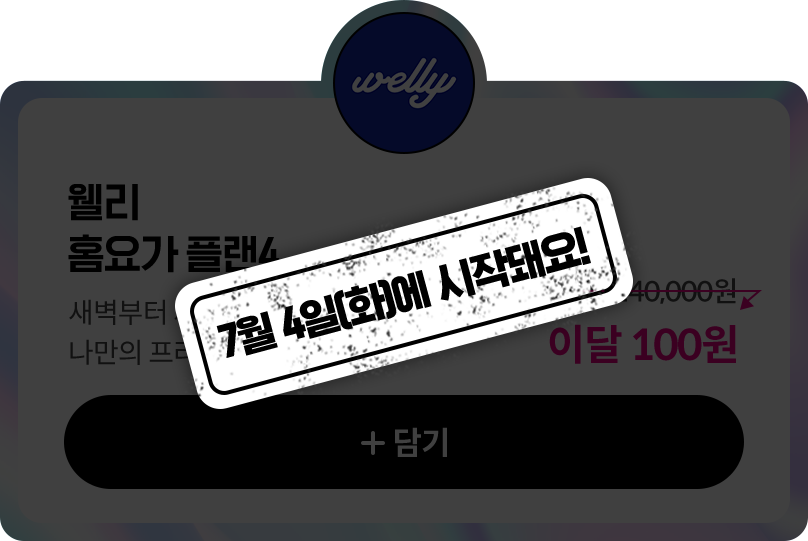 welly
웰리
홈요가 플랜4
새벽부터
나만의
40,000원
이달 100원
7월 4일(화)에 시작돼요!
+ 담기